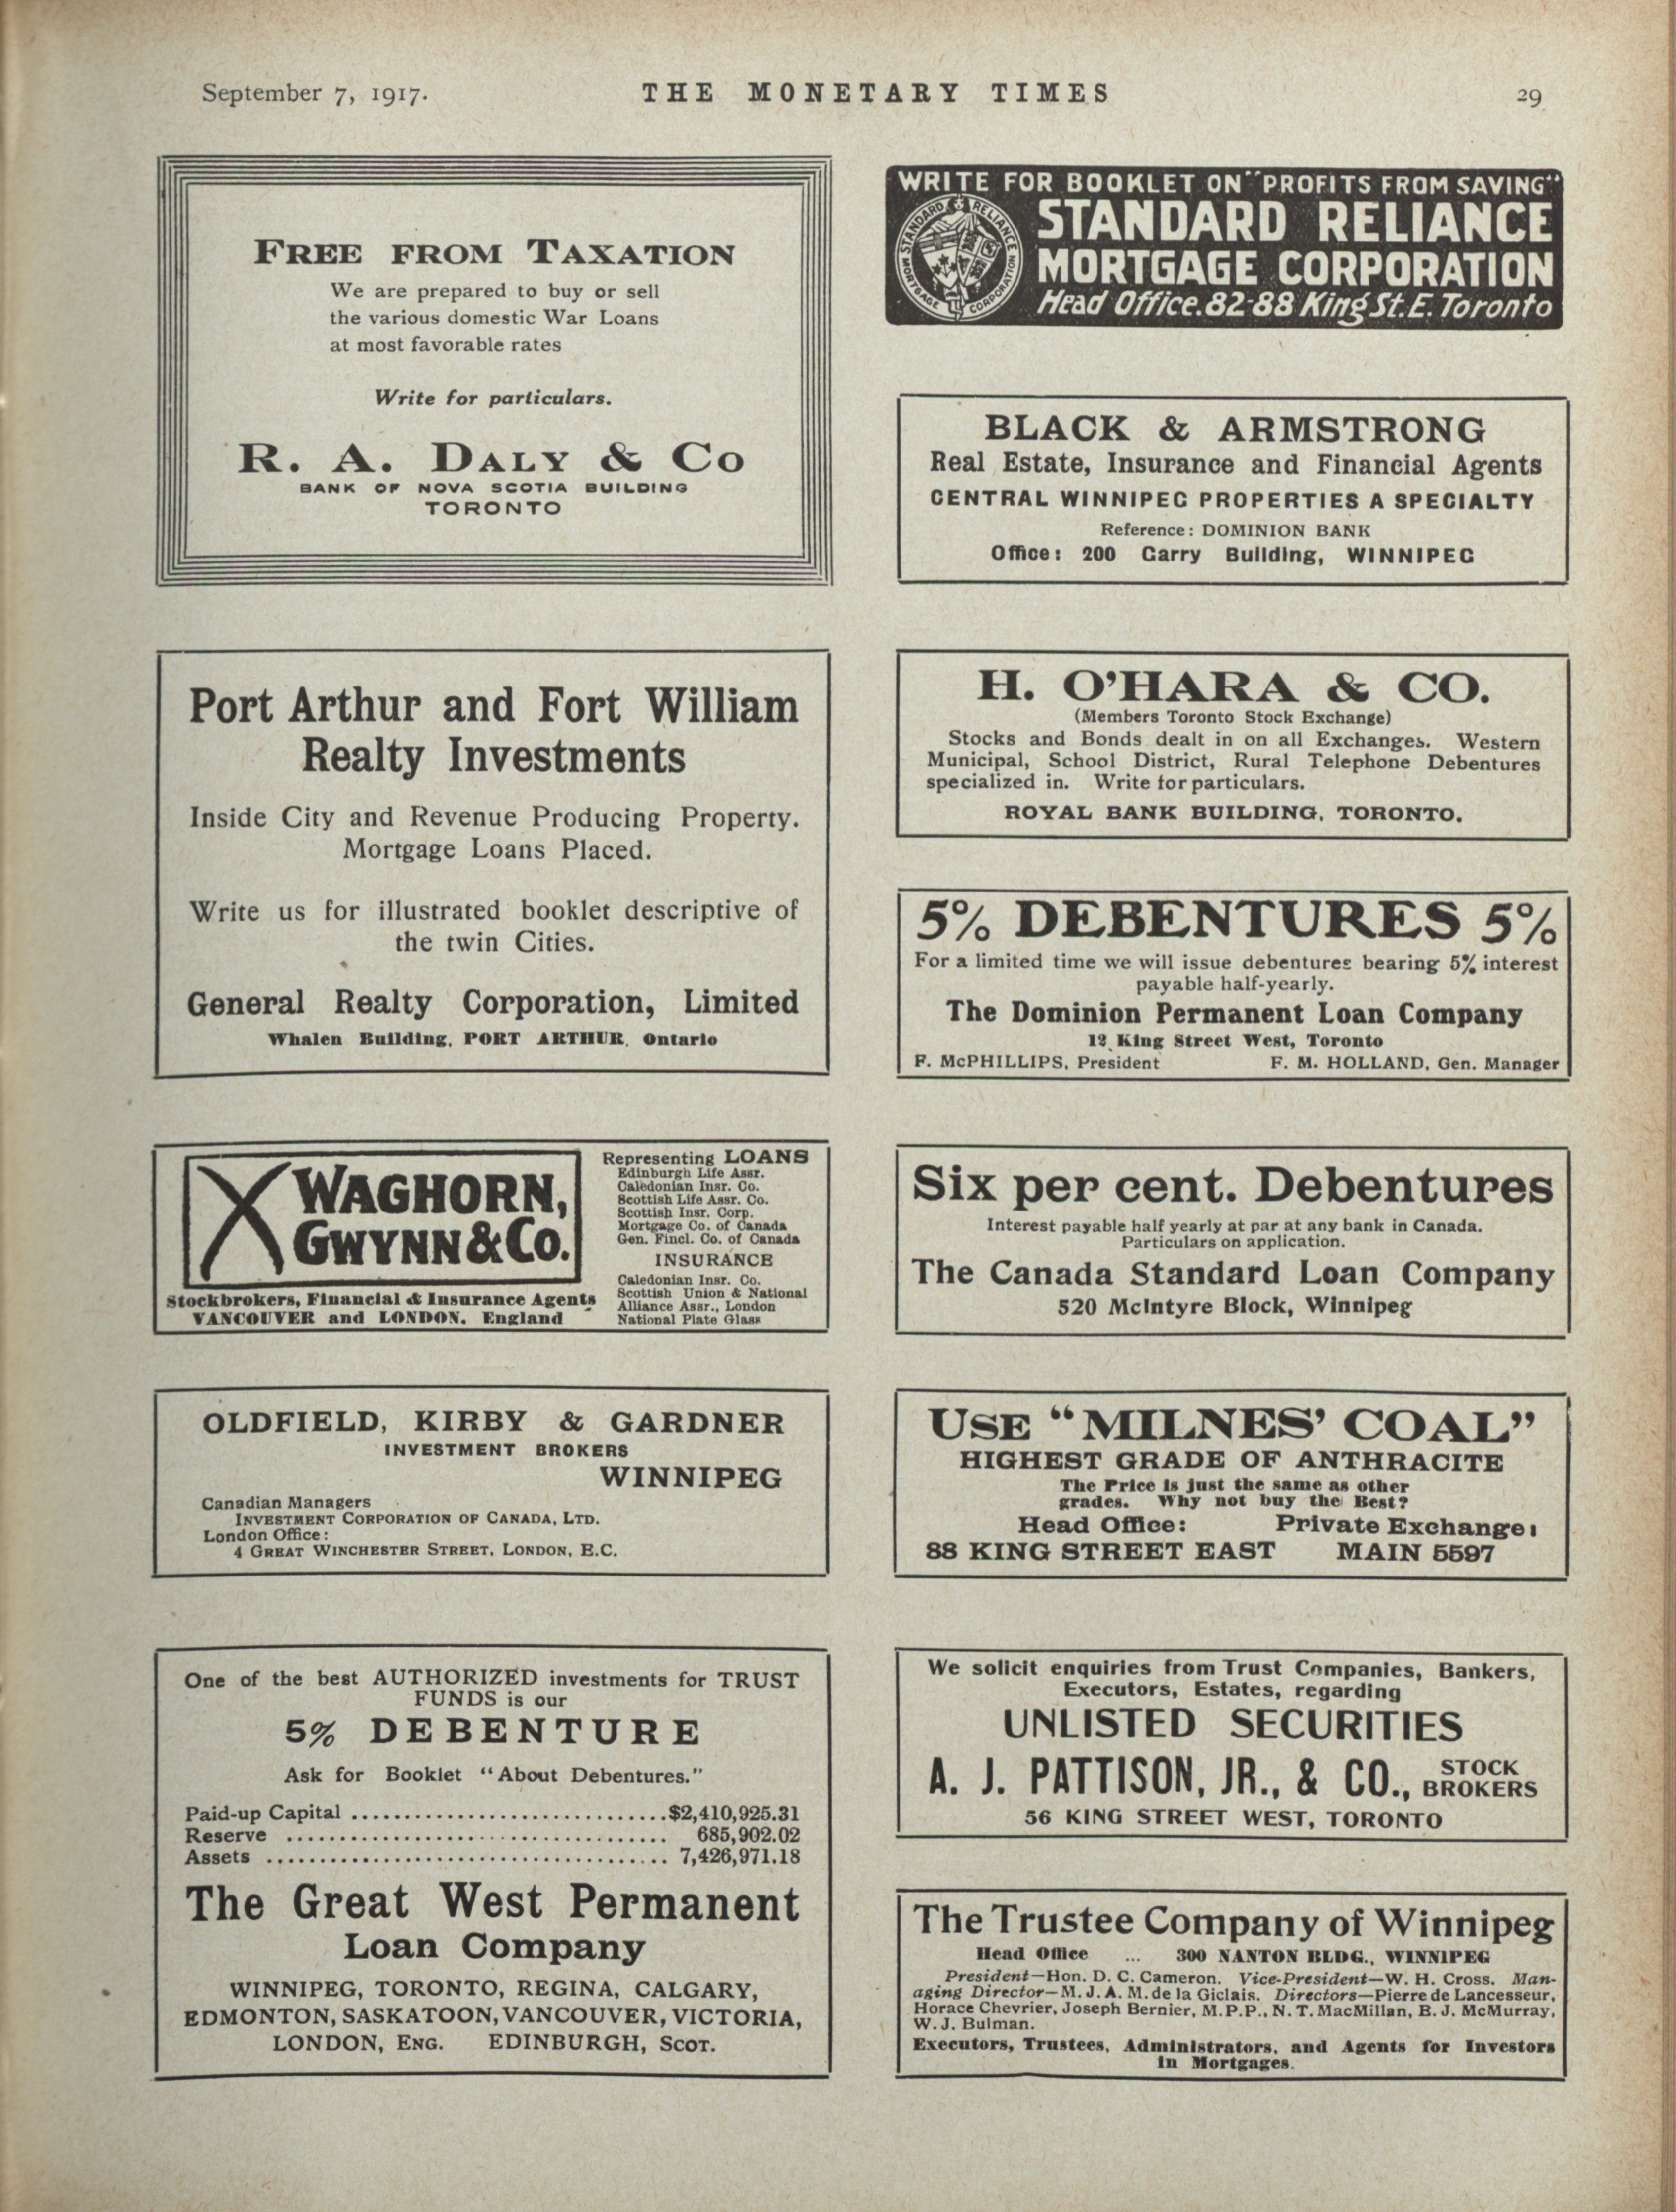 September 7, 1917.
THE MONETARY TIMES
29
FREE FROM TAXATION
We are prepared to buy or sell
the various domestic War Loans
at most favorable rates
Write for particulars.
R. A. DALY & CO
BANK OF NOVA SCOTIA BUILDING
TORONTO
Port Arthur and Fort William
Realty Investments
Inside City and Revenue Producing Property.
Mortgage Loans Placed.
Write us for illustrated booklet descriptive of
the twin Cities.
General Realty Corporation, Limited
Whalen Building, PORT ARTHUR, Ontario
WAGHORN,
GWYNN & CO.
Stockbrokers, Financial & Insurance Agents
VANCOUVER and LONDON, England
Representing LOANS
Edinburgh Life Assr.
Caledonian Insr. Co.
Scottish Life Assr. Co.
Scottish Insr. Corp.
Mortgage Co. of Canada
Gen. Fincl. Co. of Canada
INSURANCE
Caledonian Insr. Co.
Scottish Union & National
Alliance Assr., London
National Plate Glass
OLDFIELD, KIRBY & GARDNER
INVESTMENT BROKERS
WINNIPEG
Canadian Managers
INVESTMENT CORPORATION OF CANADA, LTD.
London Office:
4 GREAT WINCHESTER STREET, LONDON, E.C.
One of the best AUTHORIZED investments for TRUST
FUNDS is our
5% DEBENTURE
Ask for Booklet "About Debentures."
Paid-up Capital ..............................$2,410,925.31
Reserve .................................... 685,902.02
Assets ...................................... 7,426,971.18
The Great West Permanent
Loan Company
WINNIPEG, TORONTO, REGINA, CALGARY,
EDMONTON, SASKATOON, VANCOUVER, VICTORIA,
LONDON, ENG. EDINBURGH, SCOT.
WRITE FOR BOOKLET ON "PROFITS FROM SAVING"
STANDARD RELIANCE
MORTGAGE CORPORATION
STANDARD RELIANCE
MORTGAGE CORPORATION
Head Office. 82-88 King St. E. Toronto
BLACK & ARMSTRONG
Real Estate, Insurance and Financial Agents
CENTRAL WINNIPEG PROPERTIES A SPECIALTY
Reference: DOMINION BANK
Office: 200 Garry Building, WINNIPEG
H. O'HARA & CO.
(Members Toronto Stock Exchange)
Stocks and Bonds dealt in on all Exchanges. Western
Municipal, School District, Rural Telephone Debentures
specialized in. Write for particulars.
ROYAL BANK BUILDING, TORONTO.
5% DEBENTURES 5%
For a limited time we will issue debentures bearing 5% interest
payable half-yearly.
The Dominion Permanent Loan Company
12 King Street West, Toronto
F. McPHILLIPS, President F. M. HOLLAND, Gen. Manager
Six per cent. Debentures
Interest payable half yearly at par at any bank in Canada.
Particulars on application.
The Canada Standard Loan Company
520 McIntyre Block, Winnipeg
USE "MILNES' COAL"
HIGHEST GRADE OF ANTHRACITE
The Price is just the same as other
grades. Why not buy the Best?
Head Office: Private Exchange:
88 KING STREET EAST MAIN 5597
We solicit enquiries from Trust Companies, Bankers,
Executors, Estates, regarding
UNLISTED SECURITIES
A. J. PATTISON, JR., & CO., STOCK BROKERS
56 KING STREET WEST, TORONTO
The Trustee Company of Winnipeg
Head Office ... 300 NANTON BLDG., WINNIPEG
President—Hon. D. C. Cameron. Vice-President—W. H. Cross. Man-
aging Director—M. J. A. M. de la Giclais. Directors—Pierre de Lancesseur,
Horace Chevrier, Joseph Bernier, M.P.P., N. T. MacMillan, E. J. McMurray,
W. J. Bulman.
Executors, Trustees, Administrators, and Agents for Investors
in Mortgages.